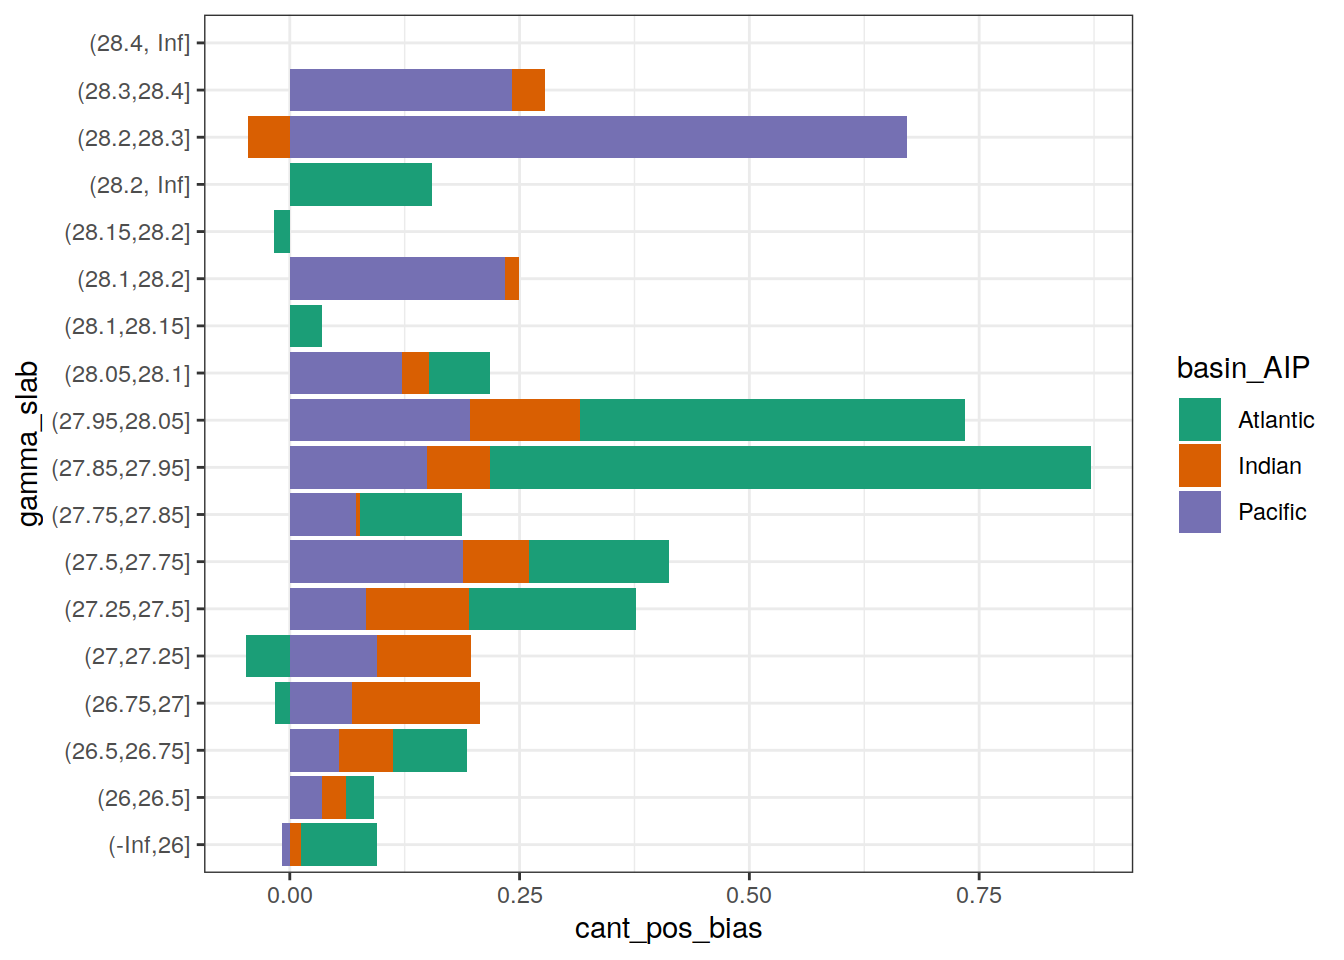 (28.4, Inf]
(28.3,28.4]
(28.2,28.3]
(28.2, Inf]
(28.15,28.2]
(28.1,28.2]
(28.1,28.15]
(28.05,28.1]
(27.95,28.05]
(27.85,27.95]
(27.75,27.85]
(27.5,27.75]
(27.25,27.5]
(27,27.25]
(26.75,27]
(26.5,26.75]
(26,26.5]
(-Inf,26]
gamma_slab
0.00 0.25 0.50 0.75
cant_pos_bias
basin_AIP
Atlantic
Indian
Pacific